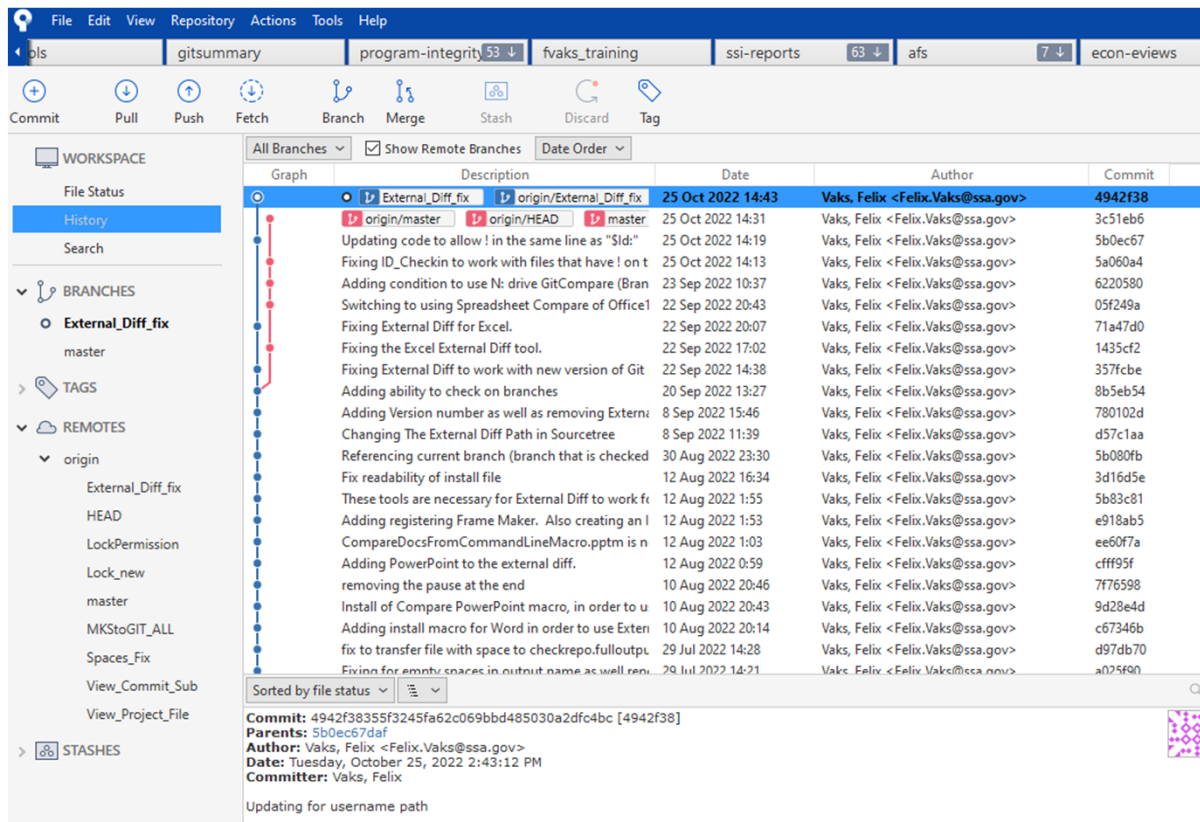 File Edit View Repository Actions Tools Help
ols gitsummary program-integrity 53 fvaks_training ssi-reports 63 afs 7 econ-eviews
Commit Pull Push Fetch Branch Merge Stash Discard Tag
WORKSPACE
File Status
History
Search
BRANCHES
External_Diff_fix
master
TAGS
REMOTES
origin
External_Diff_fix
HEAD
LockPermission
Lock_new
master
MKStoGIT_ALL
Spaces_Fix
View_Commit_Sub
View_Project_File
STASHES
All Branches Show Remote Branches Date Order
Graph Description Date Author Commit
External_Diff_fix origin/External_Diff_fix 25 Oct 2022 14:43 Vaks, Felix <Felix.Vaks@ssa.gov> 4942f38
origin/master origin/HEAD master 25 Oct 2022 14:31 Vaks, Felix <Felix.Vaks@ssa.gov> 3c51eb6
Updating code to allow ! in the same line as "$Id:" 25 Oct 2022 14:19 Vaks, Felix <Felix.Vaks@ssa.gov> 5b0ec67
Fixing ID_Checkin to work with files that have ! on t 25 Oct 2022 14:13 Vaks, Felix <Felix.Vaks@ssa.gov> 5a060a4
Adding condition to use N: drive GitCompare (Bran 23 Sep 2022 10:37 Vaks, Felix <Felix.Vaks@ssa.gov> 6220580
Switching to using Spreadsheet Compare of Office1 22 Sep 2022 20:43 Vaks, Felix <Felix.Vaks@ssa.gov> 05f249a
Fixing External Diff for Excel. 22 Sep 2022 20:07 Vaks, Felix <Felix.Vaks@ssa.gov> 71a47d0
Fixing the Excel External Diff tool. 22 Sep 2022 17:02 Vaks, Felix <Felix.Vaks@ssa.gov> 1435cf2
Fixing External Diff to work with new version of Git 22 Sep 2022 14:38 Vaks, Felix <Felix.Vaks@ssa.gov> 357fcbe
Adding ability to check on branches 20 Sep 2022 13:27 Vaks, Felix <Felix.Vaks@ssa.gov> 8b5eb54
Adding Version number as well as removing Externa 8 Sep 2022 15:46 Vaks, Felix <Felix.Vaks@ssa.gov> 780102d
Changing The External Diff Path in Sourcetree 8 Sep 2022 11:39 Vaks, Felix <Felix.Vaks@ssa.gov> d57c1aa
Referencing current branch (branch that is checked 30 Aug 2022 23:30 Vaks, Felix <Felix.Vaks@ssa.gov> 5b080fb
Fix readability of install file 12 Aug 2022 16:34 Vaks, Felix <Felix.Vaks@ssa.gov> 3d16d5e
These tools are necessary for External Diff to work fo 12 Aug 2022 1:55 Vaks, Felix <Felix.Vaks@ssa.gov> 5b83c81
Adding registering Frame Maker. Also creating an I 12 Aug 2022 1:53 Vaks, Felix <Felix.Vaks@ssa.gov> e918ab5
CompareDocsFromCommandLineMacro.pptm is n 12 Aug 2022 1:03 Vaks, Felix <Felix.Vaks@ssa.gov> ee60f7a
Adding PowerPoint to the external diff. 12 Aug 2022 0:59 Vaks, Felix <Felix.Vaks@ssa.gov> cfff95f
removing the pause at the end 10 Aug 2022 20:46 Vaks, Felix <Felix.Vaks@ssa.gov> 7f76598
Install of Compare PowerPoint macro, in order to u 10 Aug 2022 20:43 Vaks, Felix <Felix.Vaks@ssa.gov> 9d28e4d
Adding install macro for Word in order to use Exter 10 Aug 2022 20:14 Vaks, Felix <Felix.Vaks@ssa.gov> c67346b
fix to transfer file with space to checkrepo.fulloutpu 29 Jul 2022 14:28 Vaks, Felix <Felix.Vaks@ssa.gov> d97db70
Fixing for empty spaces in output name as well rep 29 Jul 2022 14:21 Vaks, Felix <Felix.Vaks@ssa.gov> a025f90
Sorted by file status
Commit: 4942f38355f3245fa62c069bbd485030a2dfc4bc [4942f38]
Parents: 5b0ec67daf
Author: Vaks, Felix <Felix.Vaks@ssa.gov>
Date: Tuesday, October 25, 2022 2:43:12 PM
Committer: Vaks, Felix
Updating for username path